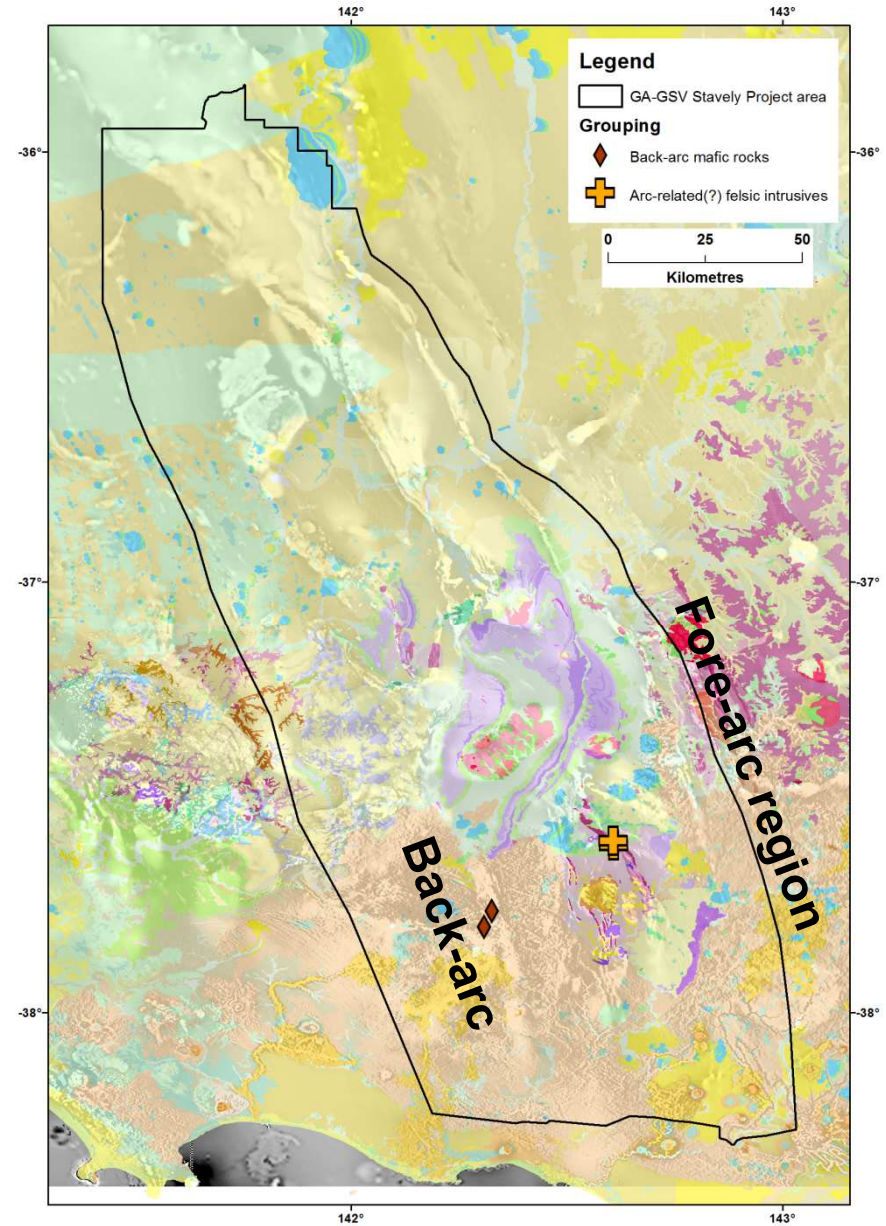 142°
143°
Legend
GA-GSV Stavely Project area
Grouping
Back-arc mafic rocks
Arc-related(?) felsic intrusives
0 25 50
Kilometres
-36°
-36°
-37°
-37°
Fore-arc region
Back-arc
-38°
-38°
142°
143°